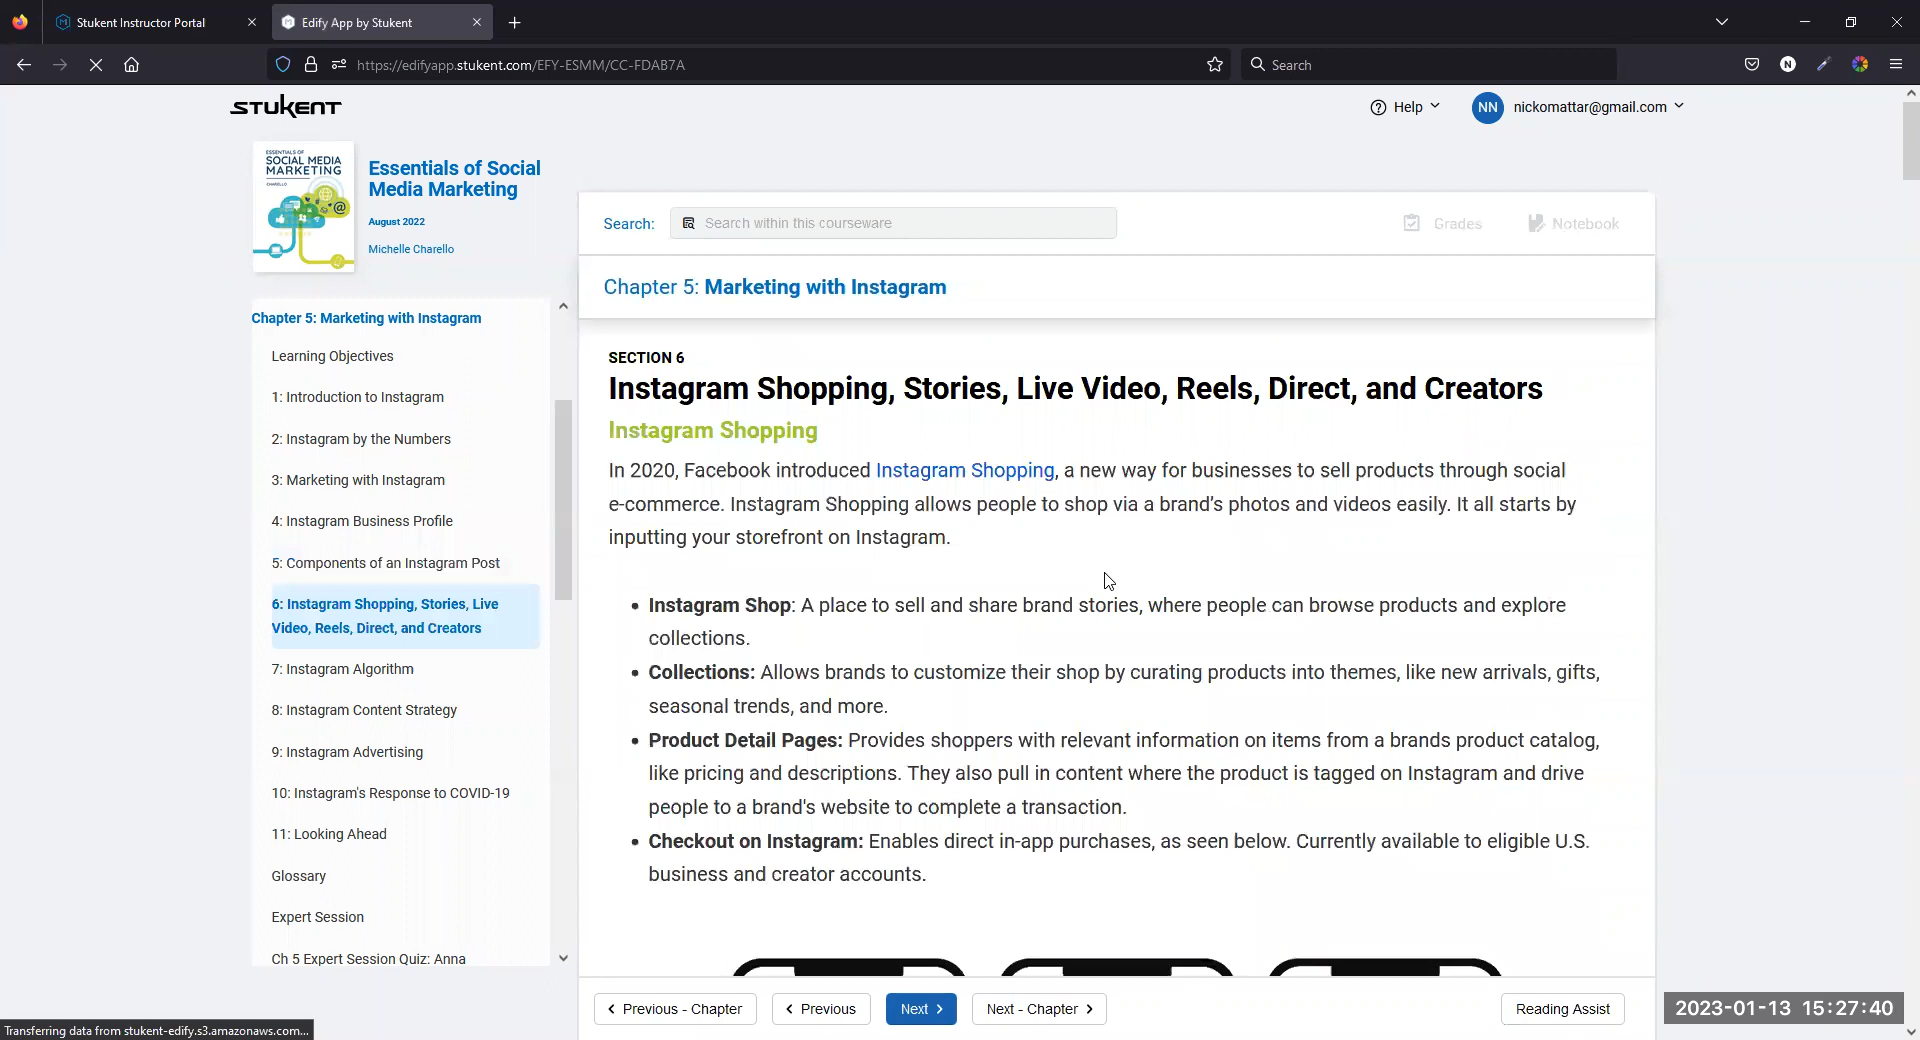 Stukent Instructor Portal
Edify App by Stukent
https://edifyapp.stukent.com/EFY-ESMM/CC-FDAB7A
Search
STUKENT
Help
NN
nickomattar@gmail.com
ESSENTIALS OF
SOCIAL MEDIA
MARKETING
CHARELLO
Essentials of Social
Media Marketing
August 2022
Michelle Charello
Search:
Search within this courseware
Grades
Notebook
Chapter 5: Marketing with Instagram
Chapter 5: Marketing with Instagram
Learning Objectives
1: Introduction to Instagram
2: Instagram by the Numbers
3: Marketing with Instagram
4: Instagram Business Profile
5: Components of an Instagram Post
6: Instagram Shopping, Stories, Live
Video, Reels, Direct, and Creators
7: Instagram Algorithm
8: Instagram Content Strategy
9: Instagram Advertising
10: Instagram's Response to COVID-19
11: Looking Ahead
Glossary
Expert Session
Ch 5 Expert Session Quiz: Anna
SECTION 6
Instagram Shopping, Stories, Live Video, Reels, Direct, and Creators
Instagram Shopping
In 2020, Facebook introduced Instagram Shopping, a new way for businesses to sell products through social
e-commerce. Instagram Shopping allows people to shop via a brand’s photos and videos easily. It all starts by
inputting your storefront on Instagram.
• Instagram Shop: A place to sell and share brand stories, where people can browse products and explore
collections.
• Collections: Allows brands to customize their shop by curating products into themes, like new arrivals, gifts,
seasonal trends, and more.
• Product Detail Pages: Provides shoppers with relevant information on items from a brands product catalog,
like pricing and descriptions. They also pull in content where the product is tagged on Instagram and drive
people to a brand's website to complete a transaction.
• Checkout on Instagram: Enables direct in-app purchases, as seen below. Currently available to eligible U.S.
business and creator accounts.
Previous - Chapter
Previous
Next
Next - Chapter
Reading Assist
2023-01-13 15:27:40
Transferring data from stukent-edify.s3.amazonaws.com...